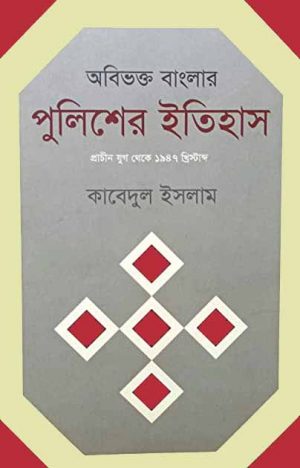 অবিভক্ত বাংলার
পুলিশের ইতিহাস
প্রাচীন যুগ থেকে ১৯৪৭ খ্রিস্টাব্দ
কাবেদুল ইসলাম